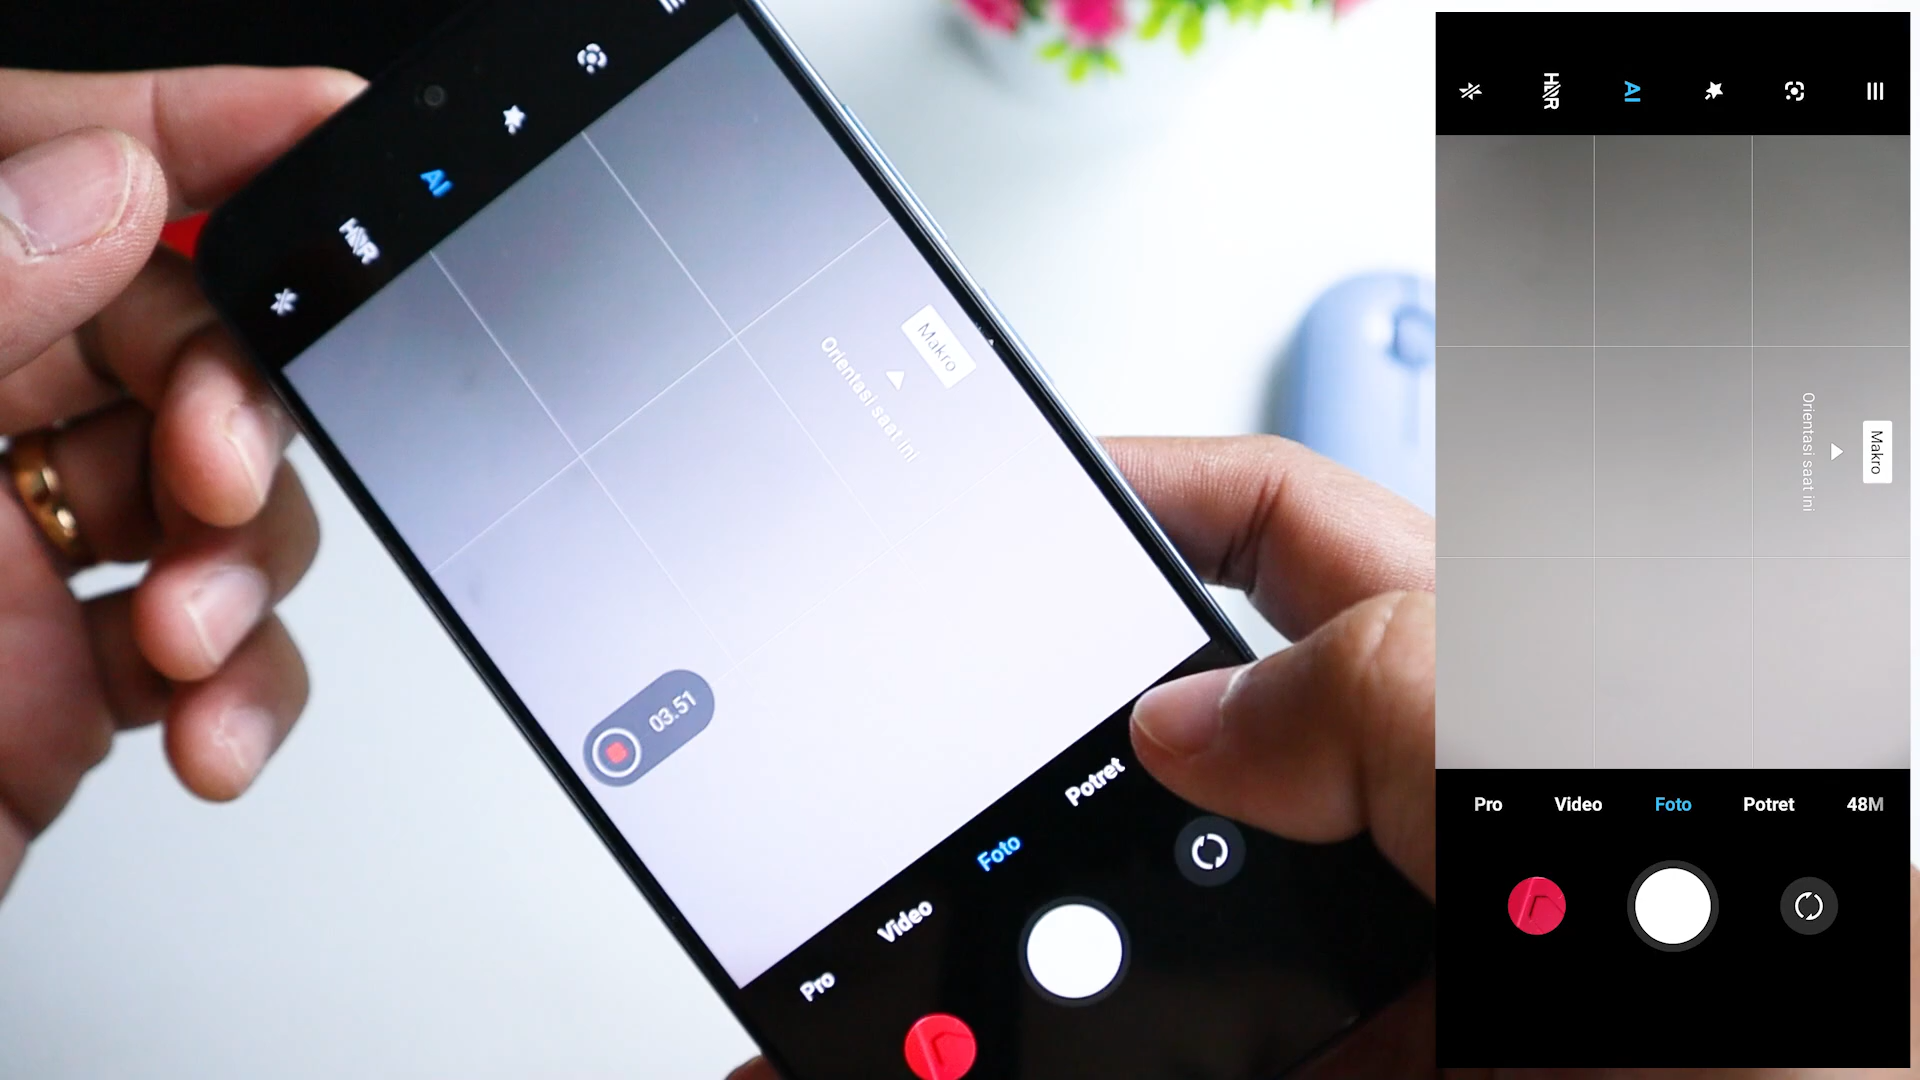 HDR
AI
Makro
Orientasi saat ini
03.51
Pro
Video
Foto
Potret
HDR
AI
Makro
Orientasi saat ini
Pro
Video
Foto
Potret
48M